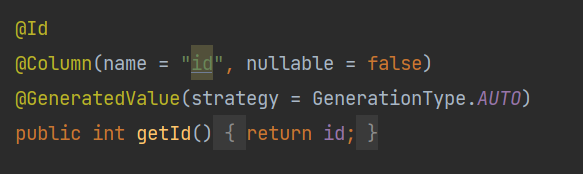 @Id
@Column(name = "id", nullable = false)
@GeneratedValue(strategy = GenerationType.AUTO)
public int getId() { return id; }